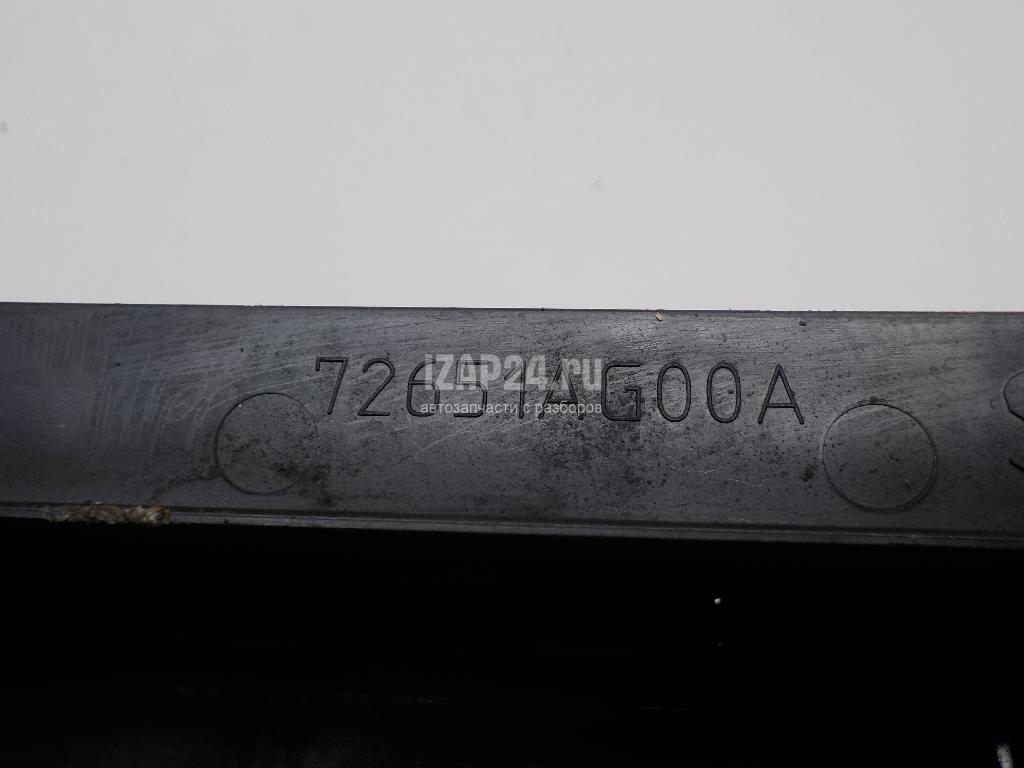 iZAP24.ru
72651AG00A
автозапчасти с разборов